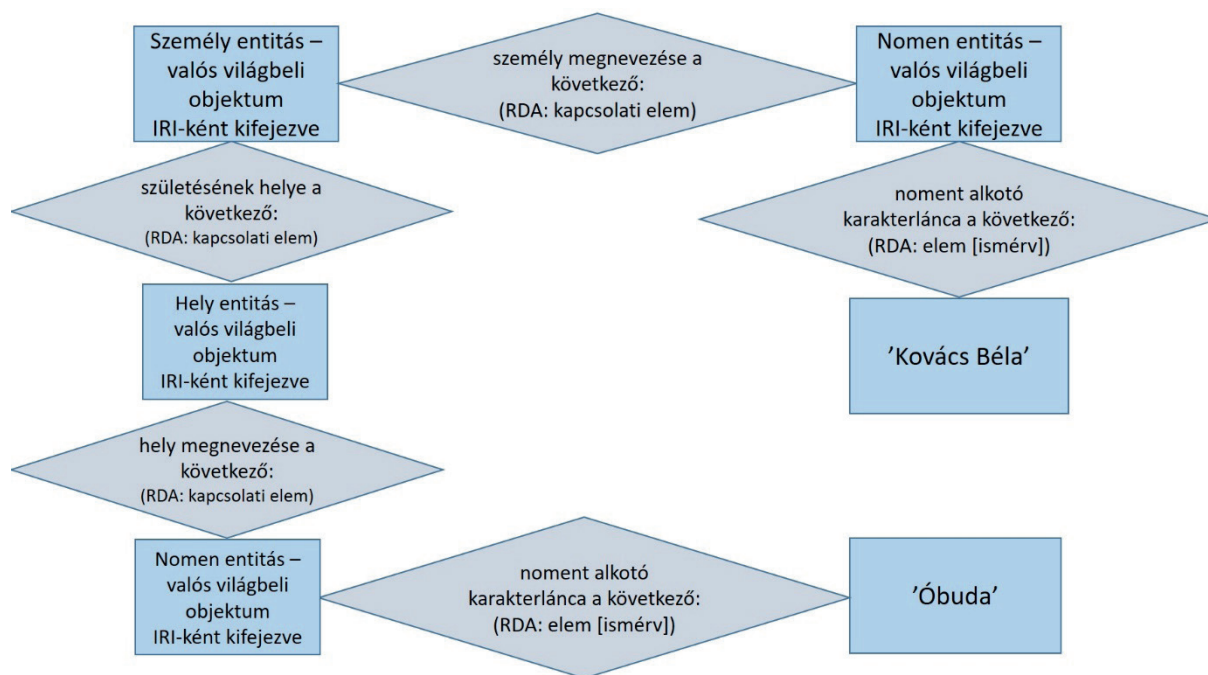 Személy entitás –
valós világbeli
objektum
IRI-ként kifejezve
személy megnevezése a
következő:
(RDA: kapcsolati elem)
Nomen entitás –
valós világbeli
objektum
IRI-ként kifejezve
születésének helye a
következő:
(RDA: kapcsolati elem)
noment alkotó
karakterlánca a következő:
(RDA: elem [ismérv])
Hely entitás –
valós világbeli
objektum
IRI-ként kifejezve
’Kovács Béla’
hely megnevezése a
következő:
(RDA: kapcsolati elem)
Nomen entitás –
valós világbeli
objektum
IRI-ként kifejezve
noment alkotó
karakterlánca a következő:
(RDA: elem [ismérv])
’Óbuda’